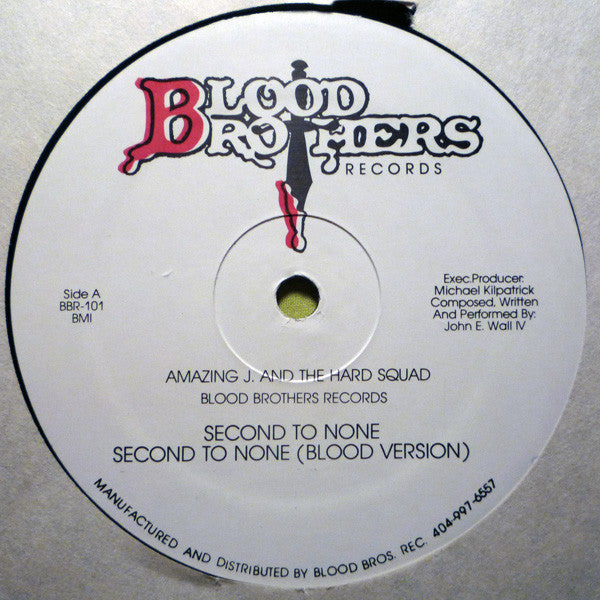 BLOOD
BROTHERS
RECORDS
Side A
BBR-101
BMI
Exec.Producer:
Michael Kilpatrick
Composed, Written
And Performed By:
John E. Wall IV
AMAZING J. AND THE HARD SQUAD
BLOOD BROTHERS RECORDS
SECOND TO NONE
SECOND TO NONE (BLOOD VERSION)
MANUFACTURED AND DISTRIBUTED BY BLOOD BROS. REC. 404-997-6557